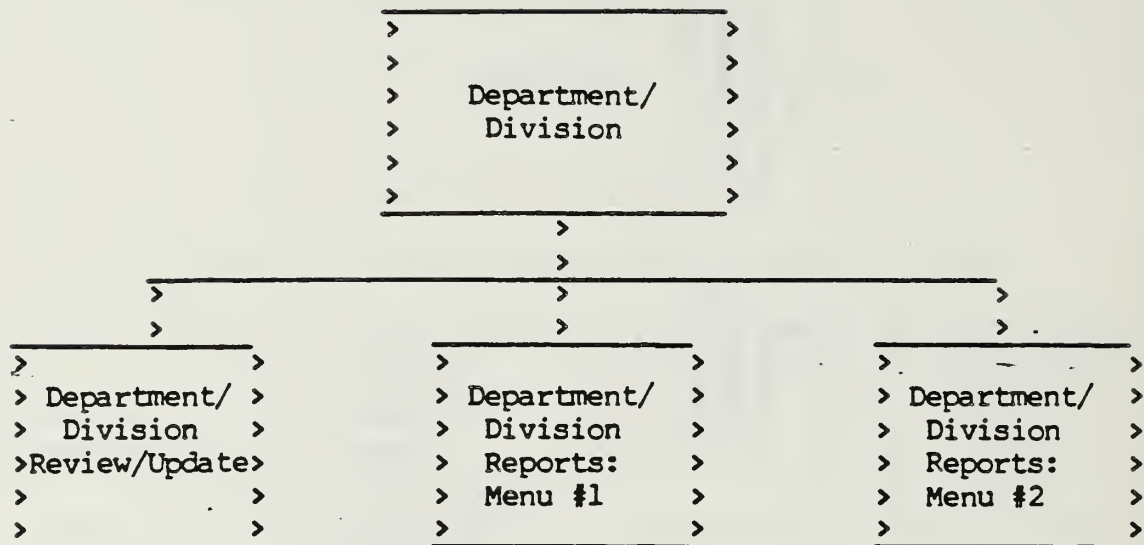 Department/
Division
Department/
Division
Review/Update
Department/
Division
Reports:
Menu #1
Department/
Division
Reports:
Menu #2